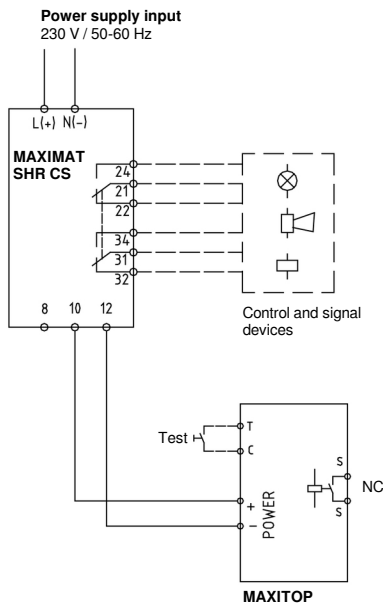 Power supply input
230 V / 50-60 Hz
L(+) N(-)
MAXIMAT
SHR CS
24
21
22
34
31
32
8 10 12
Control and signal
devices
Test
T
C
+
-
POWER
S
S
NC
MAXITOP